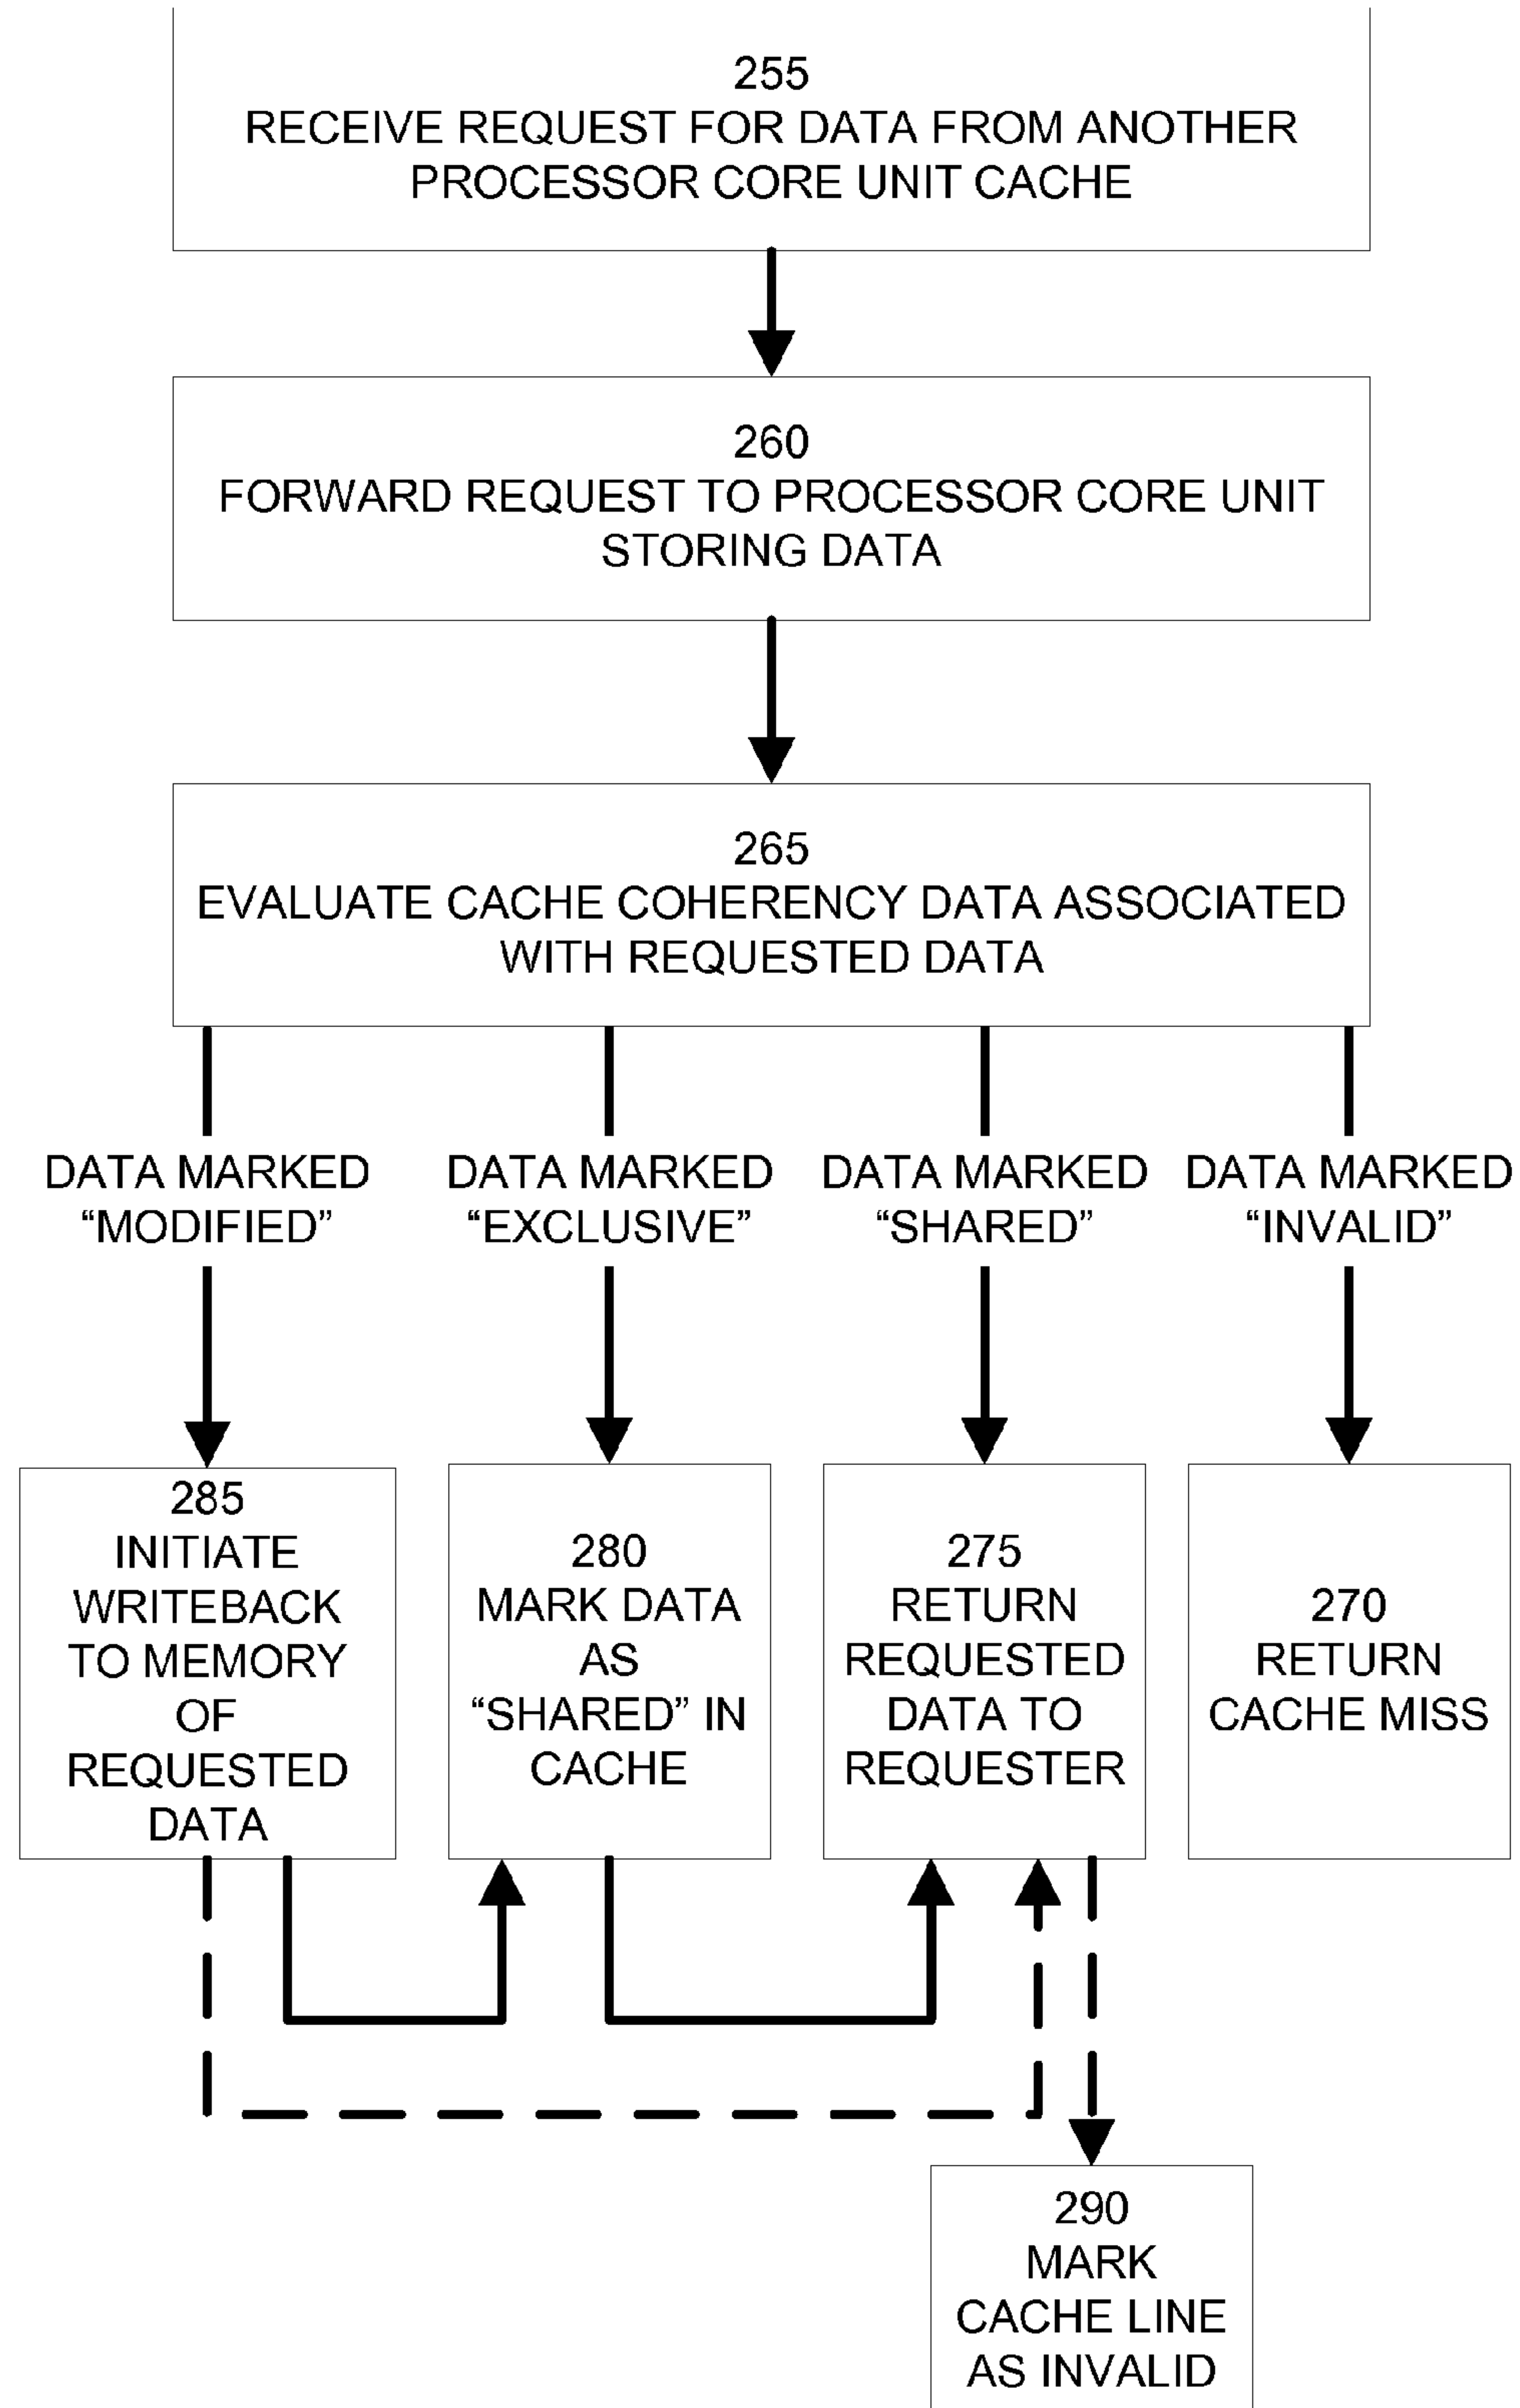 255
RECEIVE REQUEST FOR DATA FROM ANOTHER
PROCESSOR CORE UNIT CACHE
260
FORWARD REQUEST TO PROCESSOR CORE UNIT
STORING DATA
265
EVALUATE CACHE COHERENCY DATA ASSOCIATED
WITH REQUESTED DATA
DATA MARKED
“MODIFIED”
DATA MARKED
“EXCLUSIVE”
DATA MARKED
“SHARED”
DATA MARKED
“INVALID”
285
INITIATE
WRITEBACK
TO MEMORY
OF
REQUESTED
DATA
280
MARK DATA
AS
“SHARED” IN
CACHE
275
RETURN
REQUESTED
DATA TO
REQUESTER
270
RETURN
CACHE MISS
290
MARK
CACHE LINE
AS INVALID